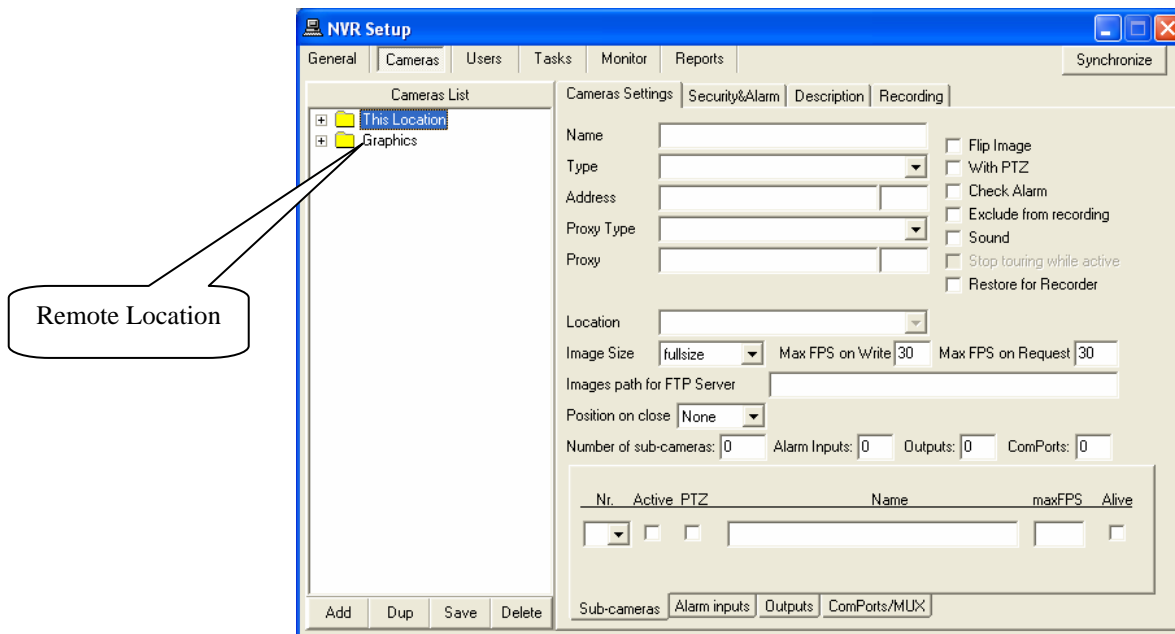 NVR Setup
General Cameras Users Tasks Monitor Reports Synchronize
Cameras List
This Location
Graphics
Remote Location
Add Dup Save Delete
Cameras Settings Security&Alarm Description Recording
Name
Type
Address
Proxy Type
Proxy
Flip Image
With PTZ
Check Alarm
Exclude from recording
Sound
Stop touring while active
Restore for Recorder
Location
Image Size fullsize Max FPS on Write 30 Max FPS on Request 30
Images path for FTP Server
Position on close None
Number of sub-cameras: 0 Alarm Inputs: 0 Outputs: 0 ComPorts: 0
Nr. Active PTZ Name maxFPS Alive
Sub-cameras Alarm inputs Outputs ComPorts/MUX